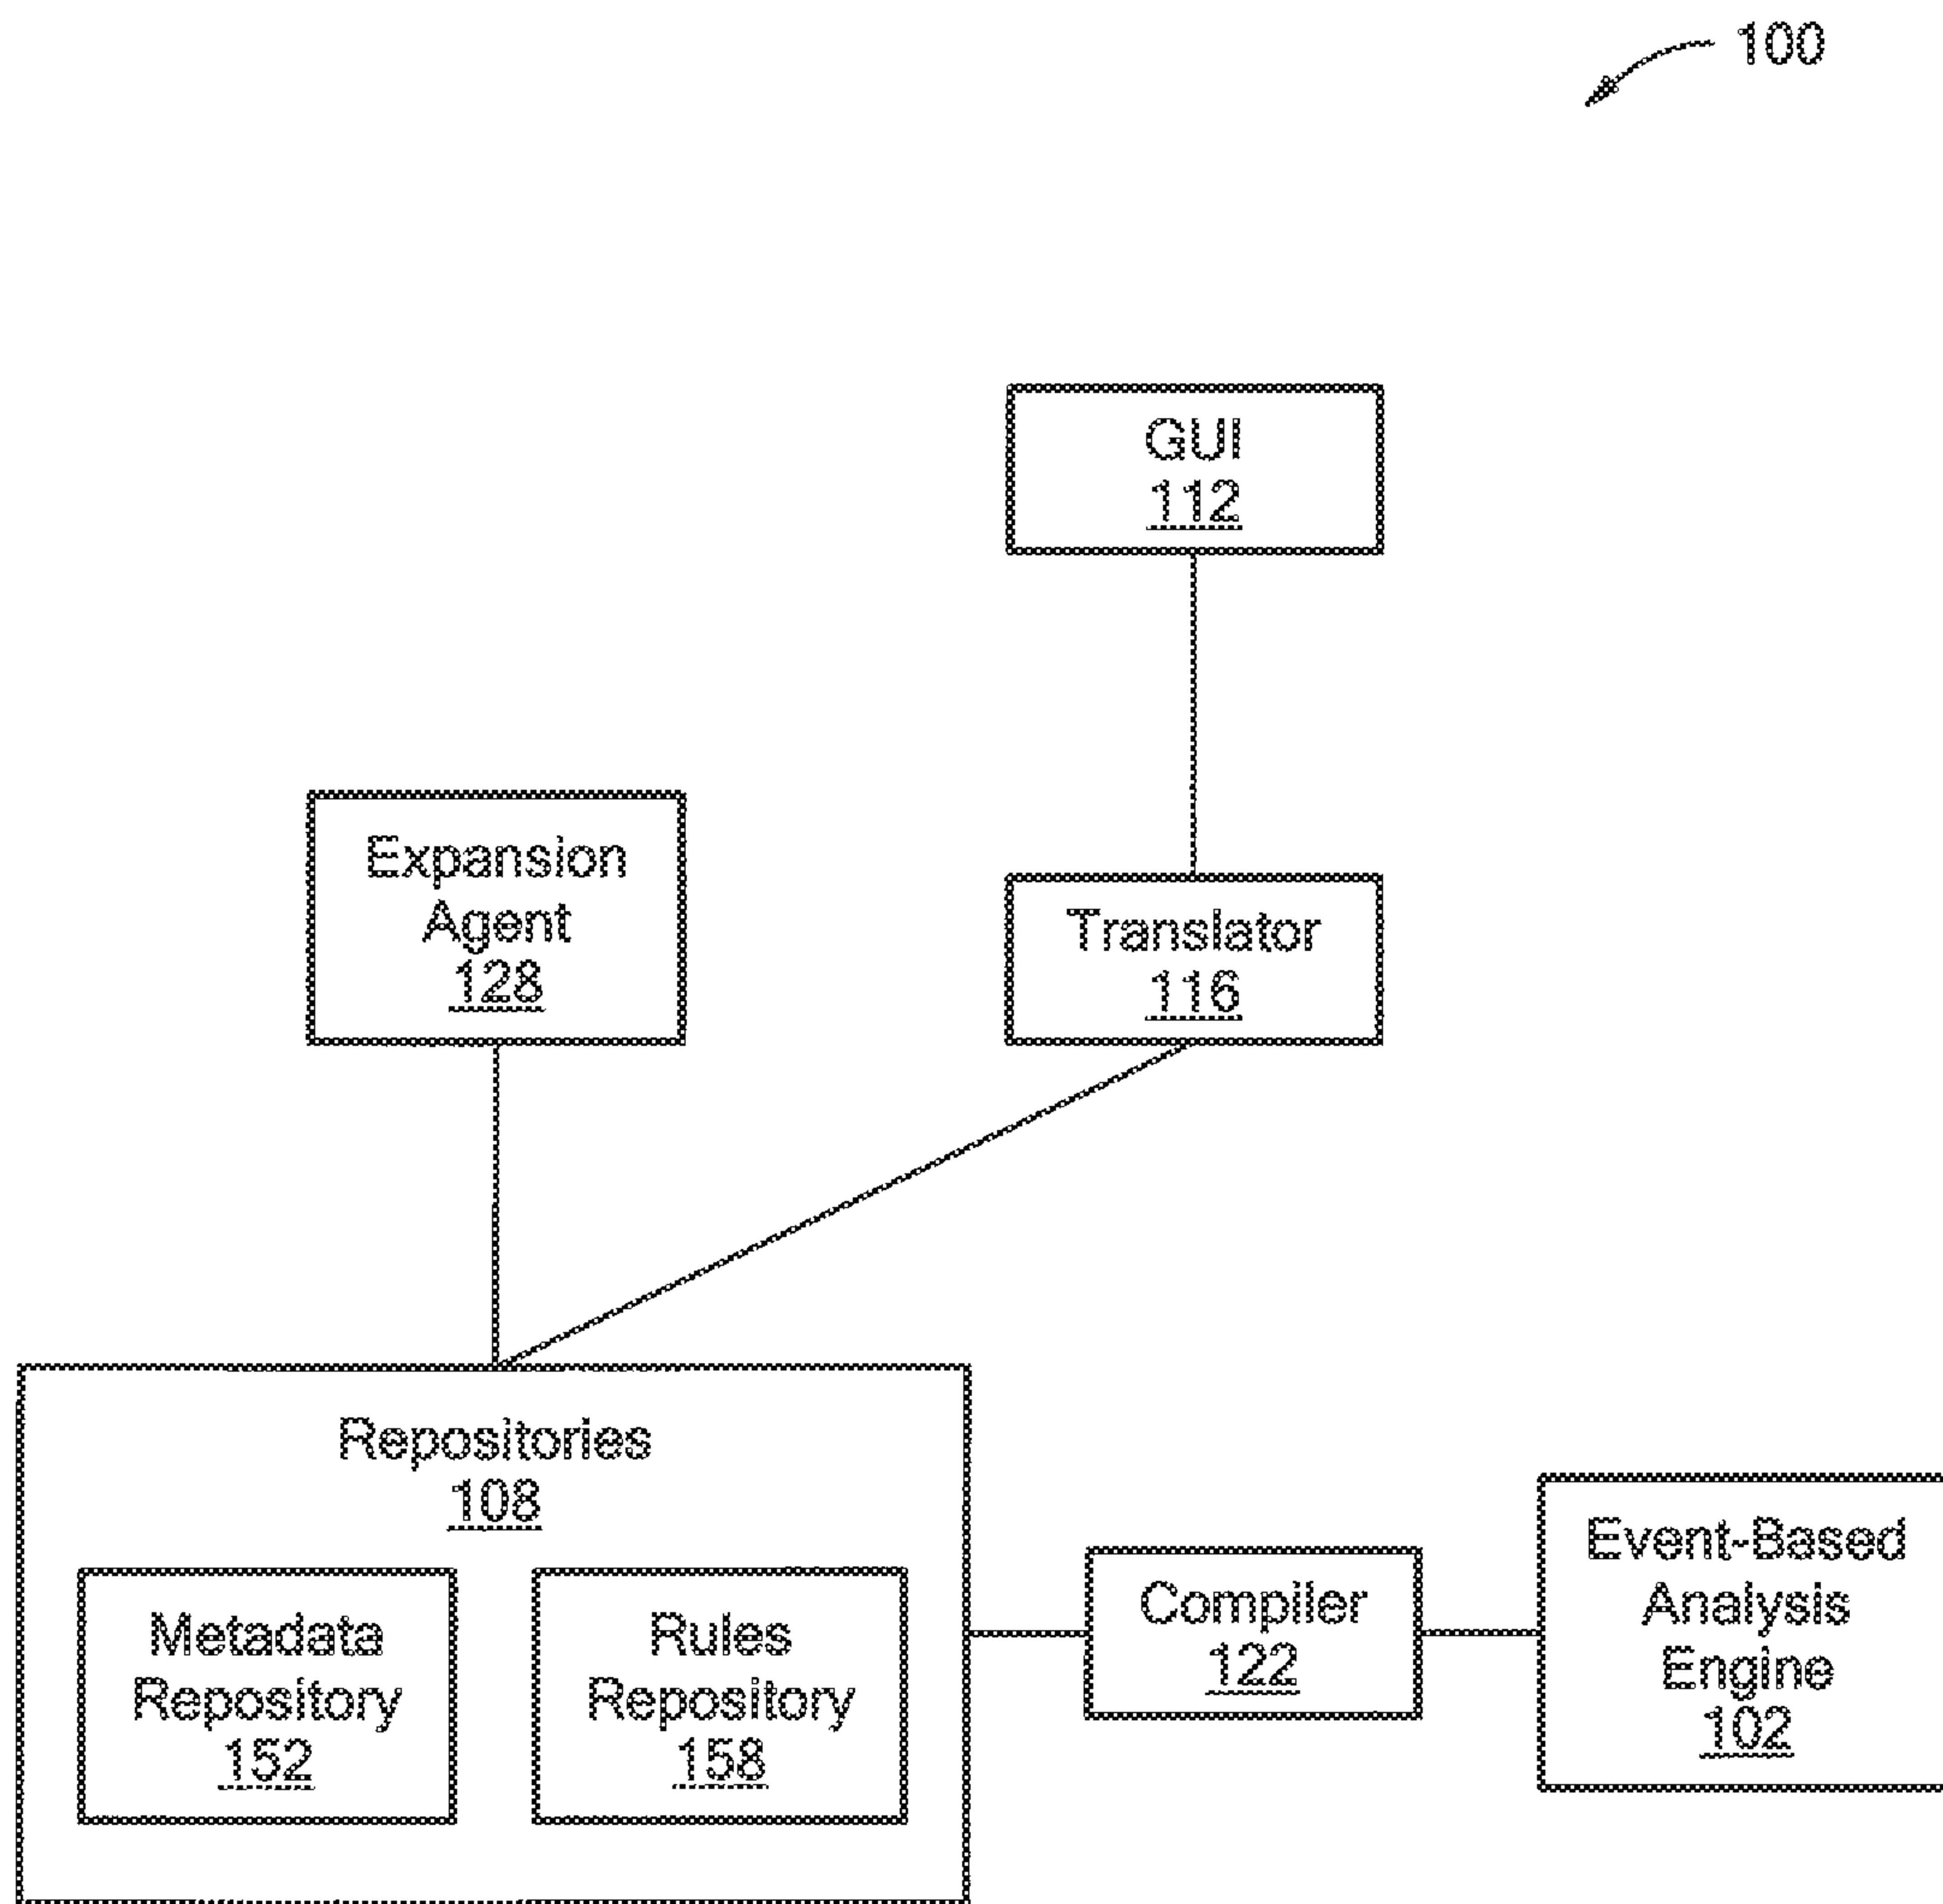 100
GUI
112
Expansion
Agent
128
Translator
116
Repositories
108
Metadata
Repository
152
Rules
Repository
158
Compiler
122
Event-Based
Analysis
Engine
102